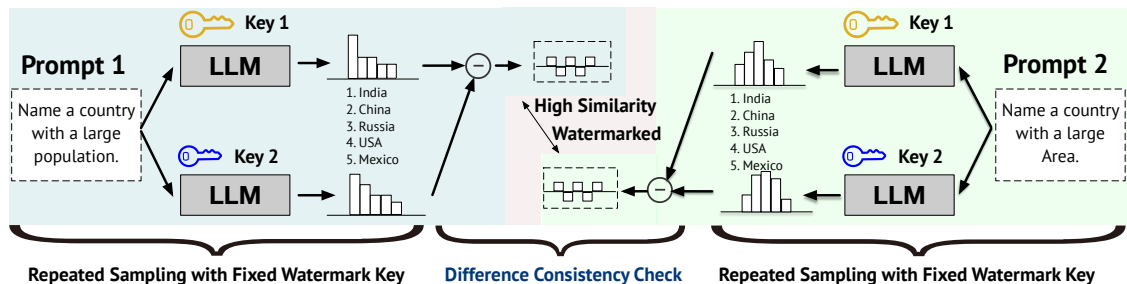 Prompt 1
Name a country
with a large
population.
Key 1
LLM
Key 2
LLM
1. India
2. China
3. Russia
4. USA
5. Mexico
−
High Similarity
Watermarked
−
1. India
2. China
3. Russia
4. USA
5. Mexico
Key 1
LLM
Key 2
LLM
Prompt 2
Name a country
with a large
Area.
Repeated Sampling with Fixed Watermark Key
Difference Consistency Check
Repeated Sampling with Fixed Watermark Key